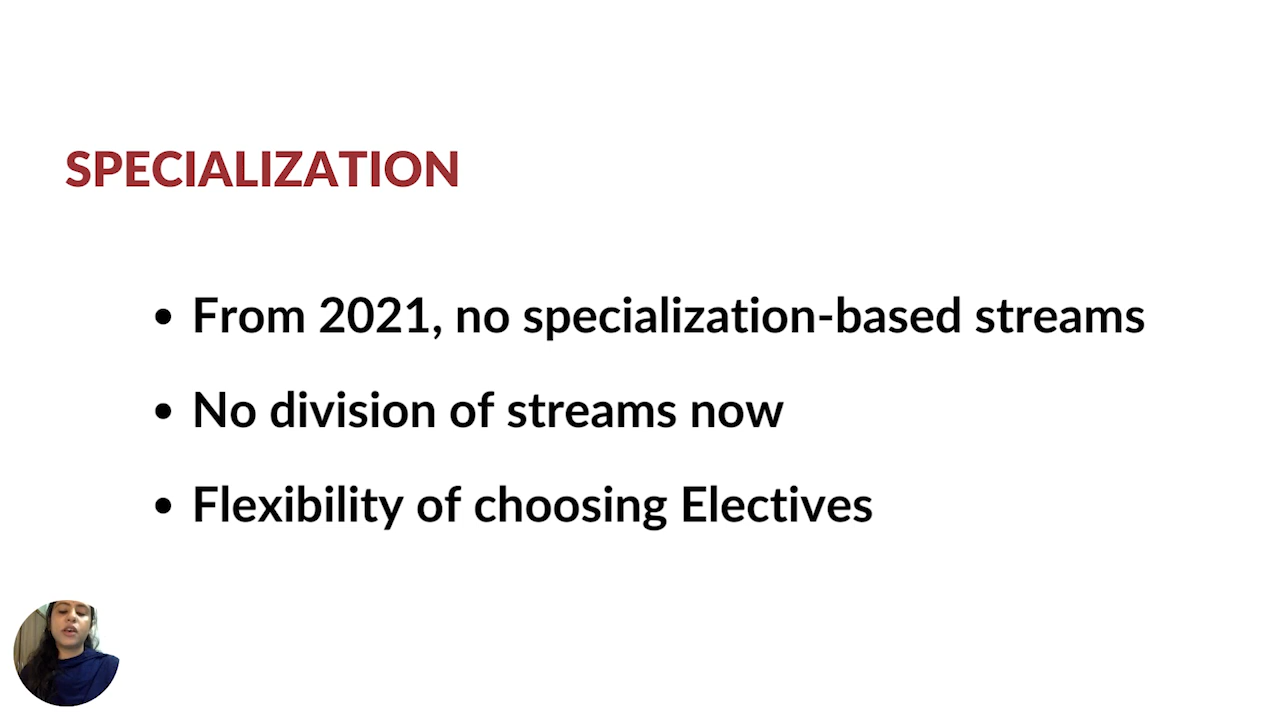 SPECIALIZATION
• From 2021, no specialization-based streams
• No division of streams now
• Flexibility of choosing Electives